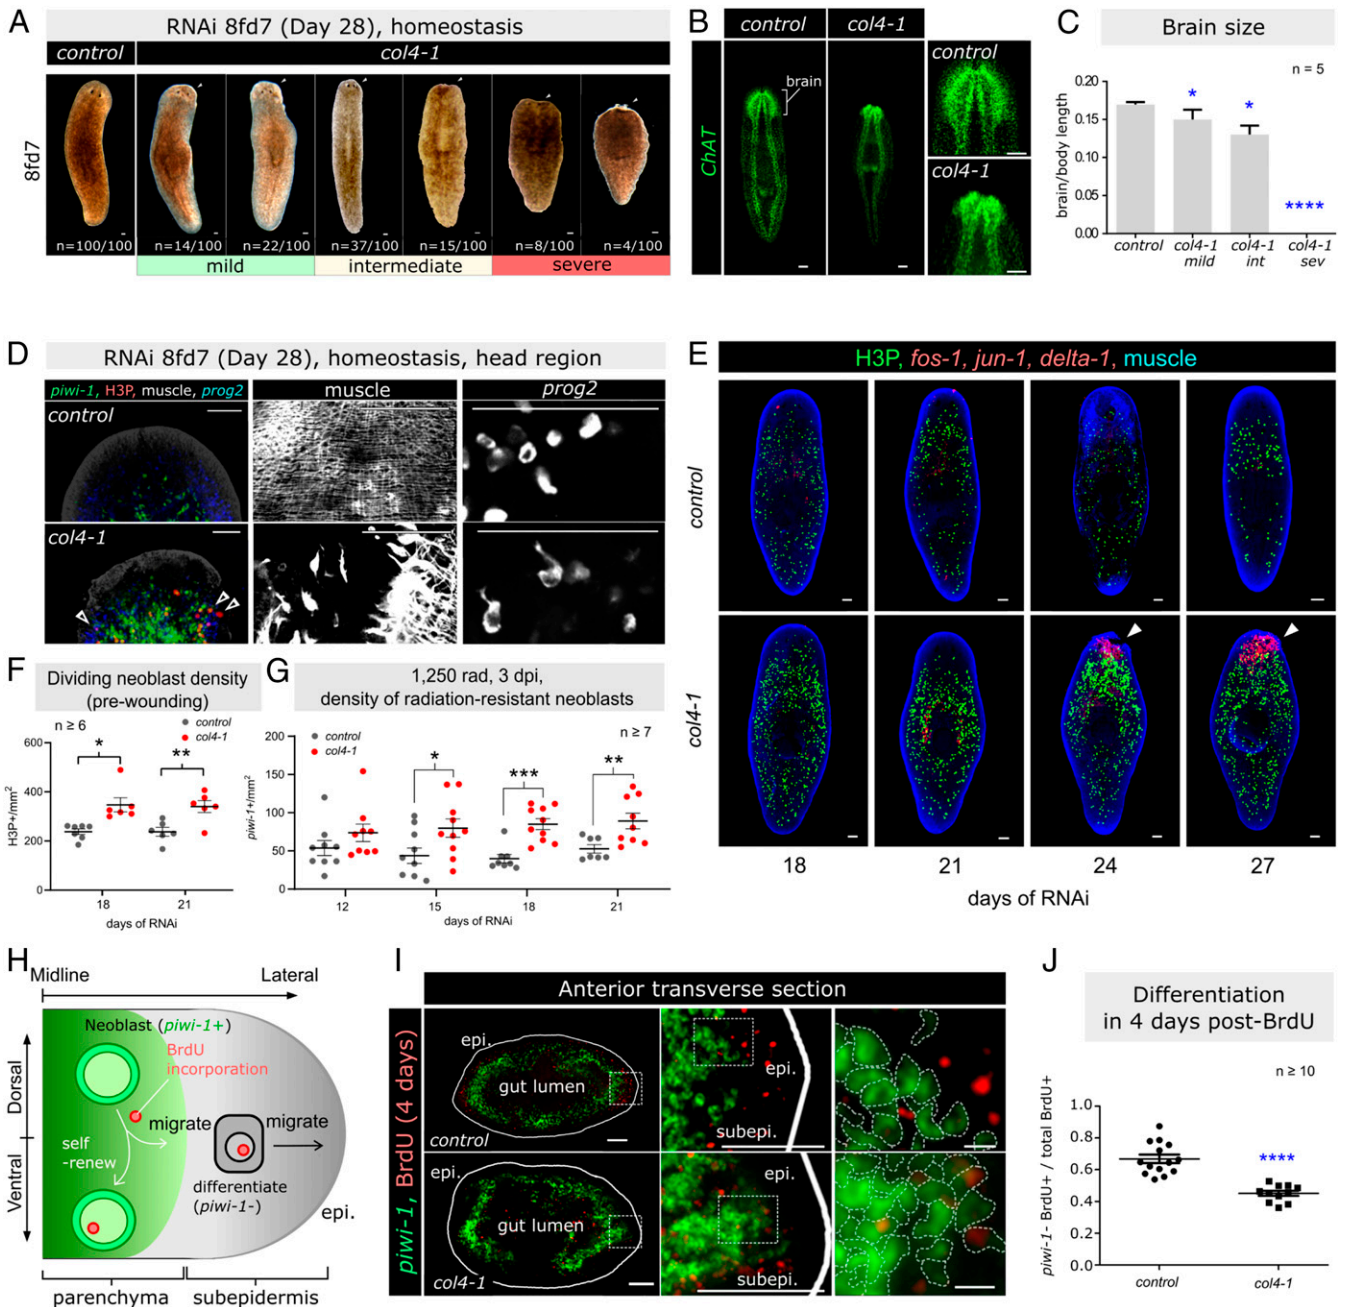 A
RNAi 8fd7 (Day 28), homeostasis
control
col4-1
8fd7
n=100/100
n=14/100
n=22/100
n=37/100
n=15/100
n=8/100
n=4/100
mild
intermediate
severe
B
control
col4-1
control
brain
ChAT
col4-1
C
Brain size
n = 5
brain/body length
0.20
0.15
0.10
0.05
0.00
*
*
****
control
col4-1 mild
col4-1 int
col4-1 sev
D
RNAi 8fd7 (Day 28), homeostasis, head region
piwi-1, H3P, muscle, prog2
muscle
prog2
control
col4-1
E
H3P, fos-1, jun-1, delta-1, muscle
control
col4-1
18
21
24
27
days of RNAi
F
Dividing neoblast density
(pre-wounding)
n ≥ 6
control
col4-1
H3P+/mm²
600
400
200
0
*
**
18
21
days of RNAi
G
1,250 rad, 3 dpi,
density of radiation-resistant neoblasts
control
col4-1
n ≥ 7
piwi-1+/mm²
200
150
100
50
0
*
***
**
12
15
18
21
days of RNAi
H
Midline
Lateral
Dorsal
Ventral
Neoblast (piwi-1+)
BrdU
incorporation
migrate
migrate
self
-renew
differentiate
(piwi-1-)
epi.
parenchyma
subepidermis
I
Anterior transverse section
piwi-1, BrdU (4 days)
epi.
gut lumen
control
epi.
subepi.
epi.
gut lumen
col4-1
epi.
subepi.
J
Differentiation
in 4 days post-BrdU
n ≥ 10
piwi-1- BrdU+ / total BrdU+
1.0
0.8
0.6
0.4
0.2
0.0
****
control
col4-1